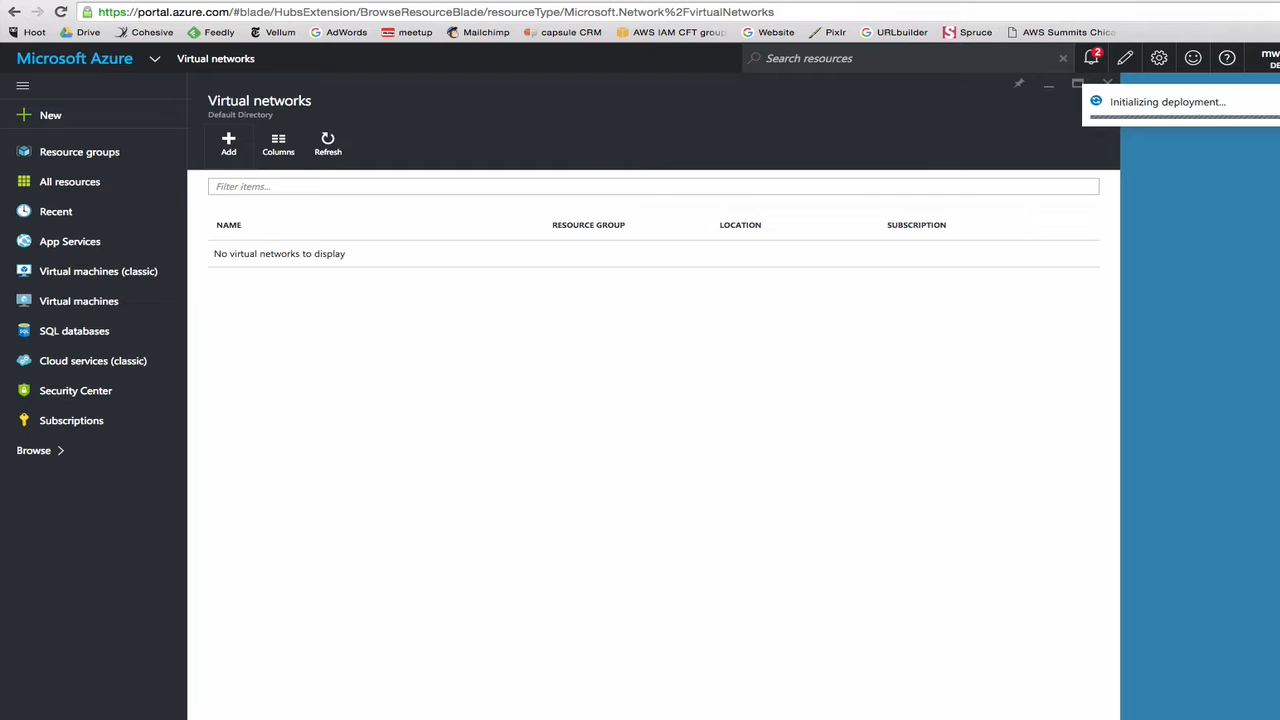 https://portal.azure.com/#blade/HubsExtension/BrowseResourceBlade/resourceType/Microsoft.Network%2FvirtualNetworks
Hoot Drive Cohesive Feedly Vellum AdWords meetup Mailchimp capsule CRM AWS IAM CFT group Website Pixlr URLbuilder Spruce AWS Summits Chica
Microsoft Azure Virtual networks Search resources 2 mw
DE
Virtual networks
Default Directory
Initializing deployment...
New
Add Columns Refresh
Resource groups
All resources
Recent
App Services
Virtual machines (classic)
Virtual machines
SQL databases
Cloud services (classic)
Security Center
Subscriptions
Browse
Filter items...
NAME RESOURCE GROUP LOCATION SUBSCRIPTION
No virtual networks to display